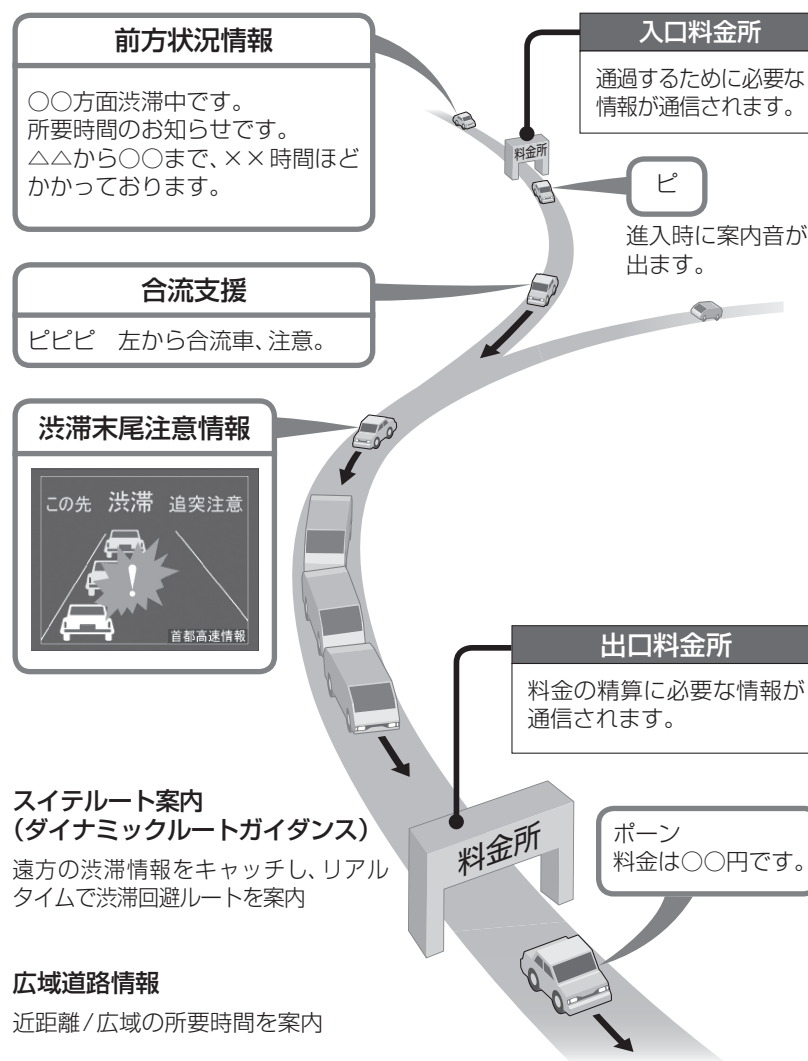 前方状況情報
○○方面渋滞中です。
所要時間のお知らせです。
△△から○○まで、××時間ほど
かかっております。
入口料金所
通過するために必要な
情報が通信されます。
料金所
ピ
進入時に案内音が
出ます。
合流支援
ピピピ　左から合流車、注意。
渋滞末尾注意情報
この先 渋滞 追突注意
!
首都高速情報
出口料金所
料金の精算に必要な情報が
通信されます。
料金所
ポーン
料金は○○円です。
スイテルート案内
（ダイナミックルートガイダンス）
遠方の渋滞情報をキャッチし、リアル
タイムで渋滞回避ルートを案内
広域道路情報
近距離/広域の所要時間を案内